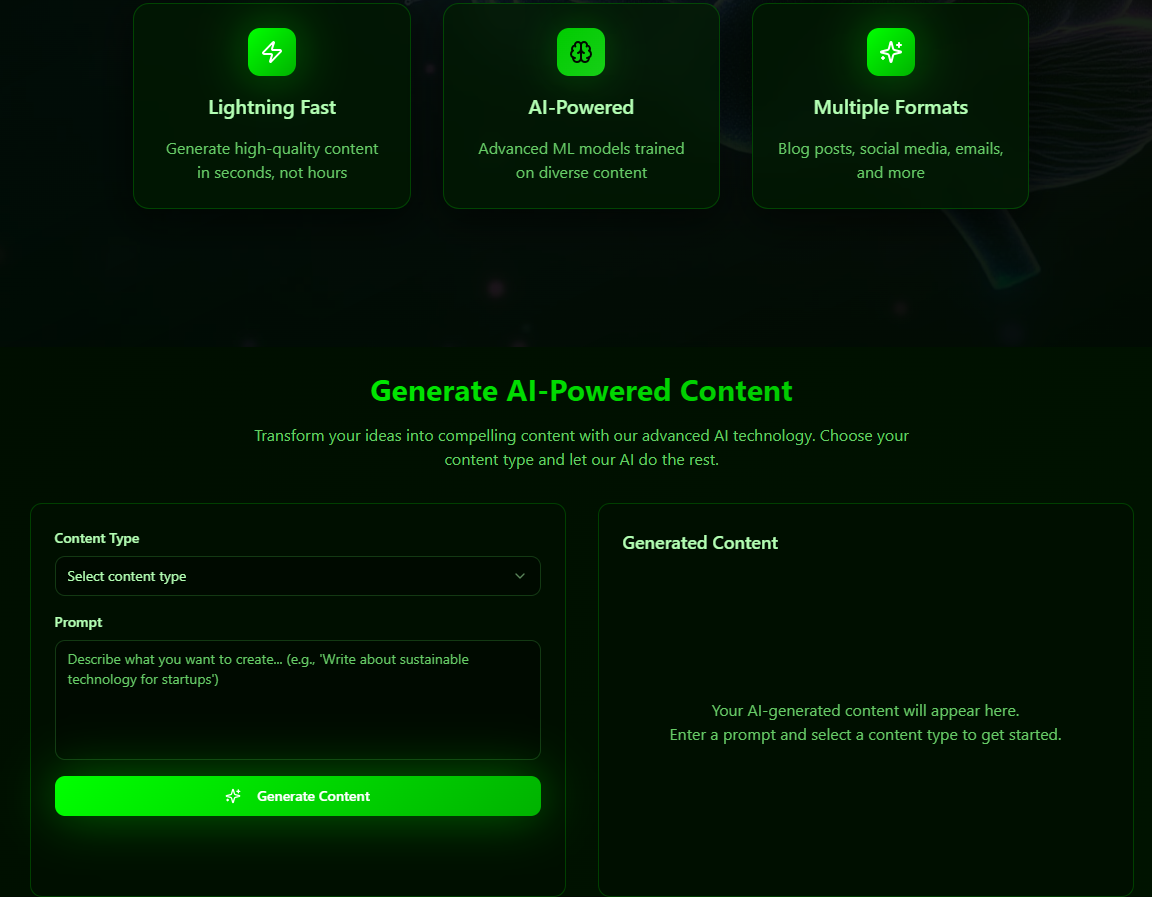 Lightning Fast
Generate high-quality content
in seconds, not hours
AI-Powered
Advanced ML models trained
on diverse content
Multiple Formats
Blog posts, social media, emails,
and more
Generate AI-Powered Content
Transform your ideas into compelling content with our advanced AI technology. Choose your
content type and let our AI do the rest.
Content Type
Select content type
Prompt
Describe what you want to create... (e.g., 'Write about sustainable
technology for startups')
Generate Content
Generated Content
Your AI-generated content will appear here.
Enter a prompt and select a content type to get started.